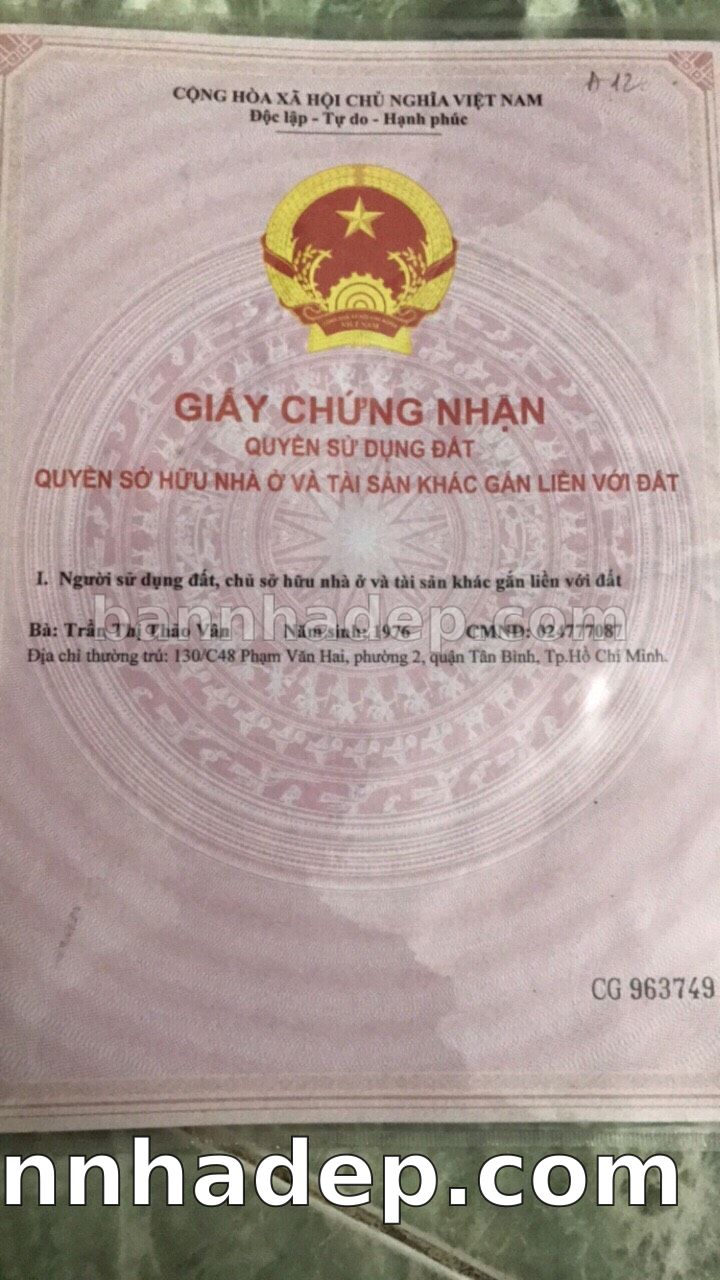 A 12
CỘNG HÒA XÃ HỘI CHỦ NGHĨA VIỆT NAM
Độc lập - Tự do - Hạnh phúc
VIỆT NAM
GIẤY CHỨNG NHẬN
QUYỀN SỬ DỤNG ĐẤT
QUYỀN SỞ HỮU NHÀ Ở VÀ TÀI SẢN KHÁC GẮN LIỀN VỚI ĐẤT
I. Người sử dụng đất, chủ sở hữu nhà ở và tài sản khác gắn liền với đất
bannhadep.com
Bà: Trần Thị Thảo Vân Năm sinh: 1976 CMND: 024777087
Địa chỉ thường trú: 130/C48 Phạm Văn Hai, phường 2, quận Tân Bình, Tp.Hồ Chí Minh.
CG 963749
nnhadep.com